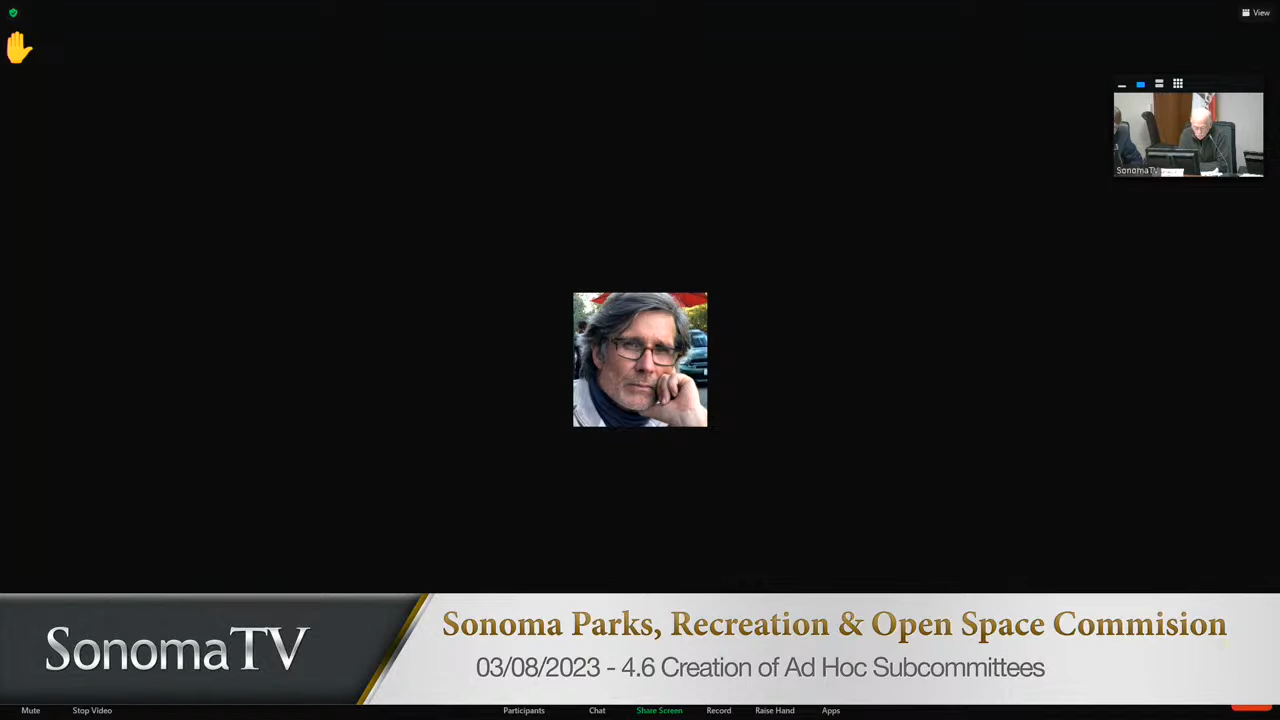 View
SonomaTV
SonomaTV
Sonoma Parks, Recreation & Open Space Commision
03/08/2023 - 4.6 Creation of Ad Hoc Subcommittees
Mute
Stop Video
Participants
Chat
Share Screen
Record
Raise Hand
Apps